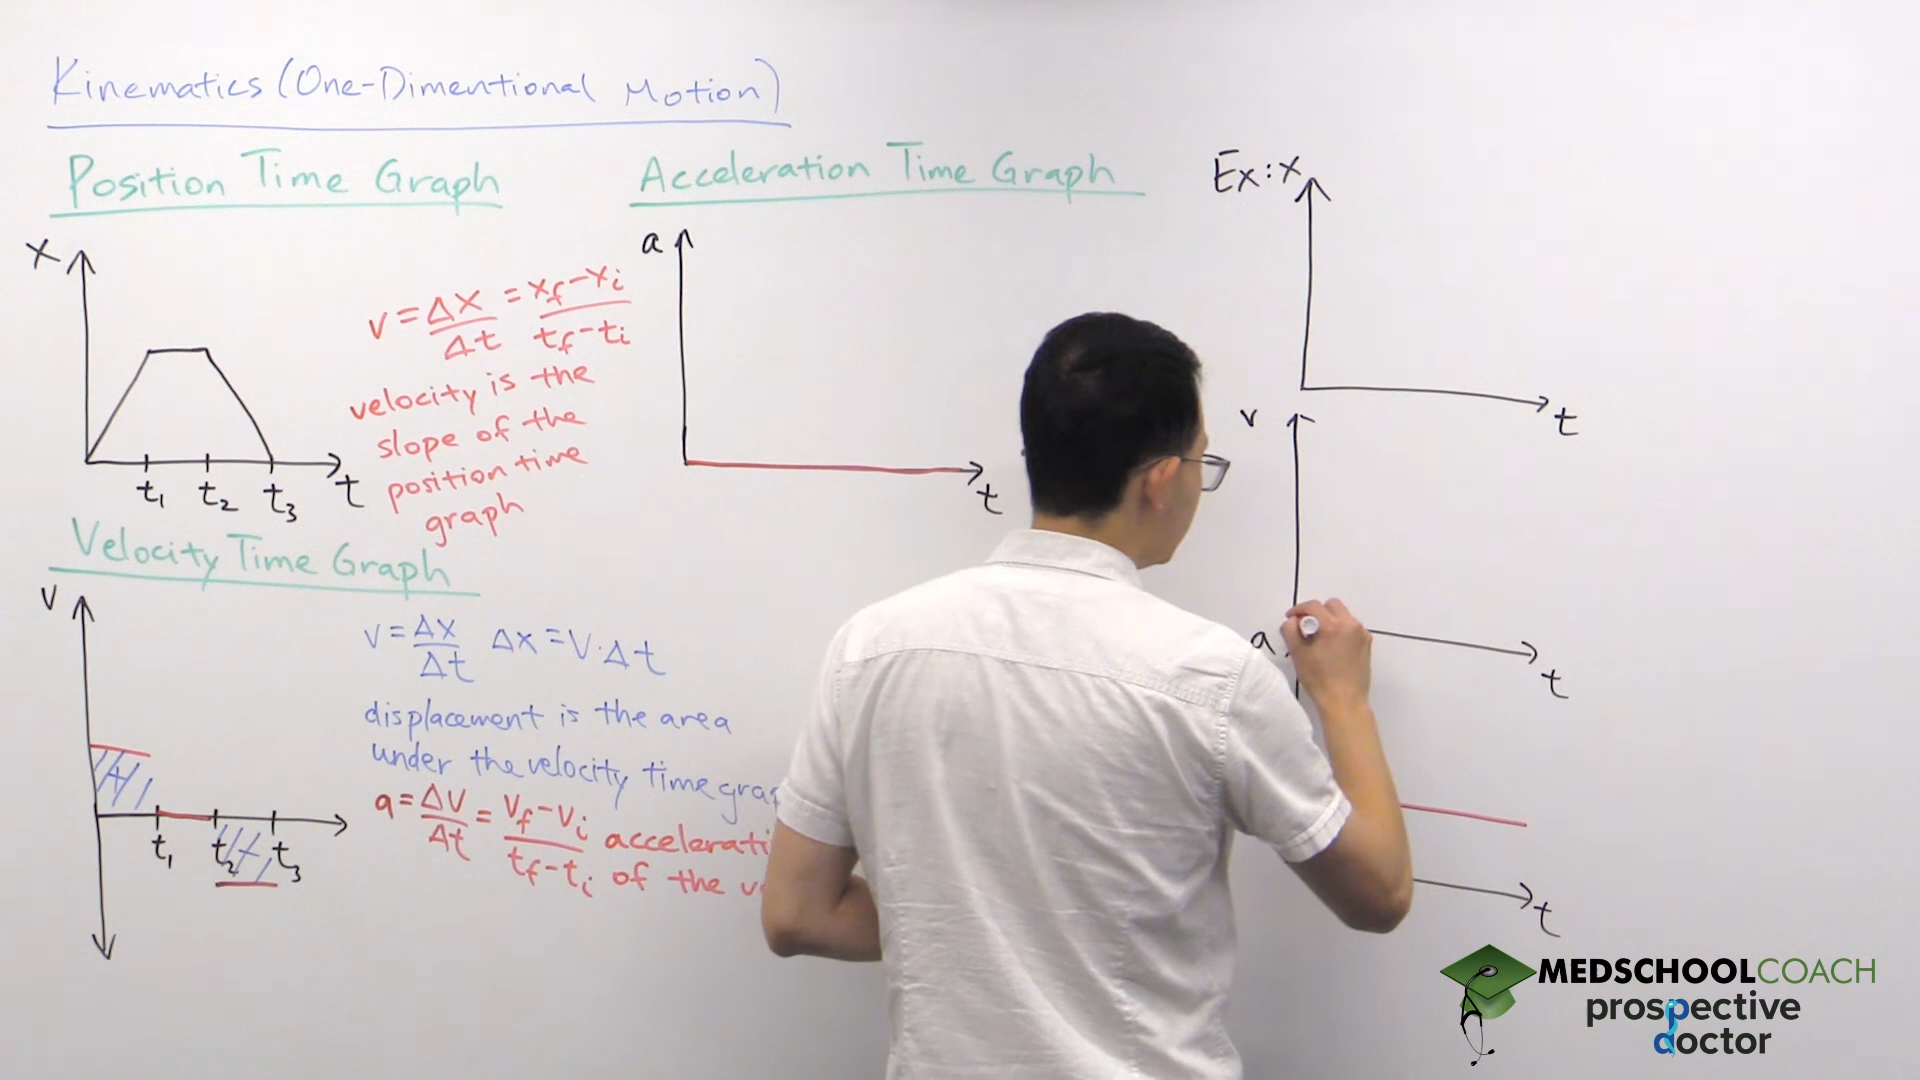 Kinematics (One-Dimentional Motion)
Position Time Graph
x
t
t₁ t₂ t₃
v = Δx/Δt = xf-xi/tf-ti
velocity is the
slope of the
position time
graph
Velocity Time Graph
v
t₁ t₂ t₃
v = Δx/Δt Δx = v·Δt
displacement is the area
under the velocity time
a = Δv/Δt = vf-vi/tf-ti
of the
Acceleration Time Graph
a
t
Ex: x
t
v
t
a
t
MEDSCHOOLCOACH
prospective
doctor